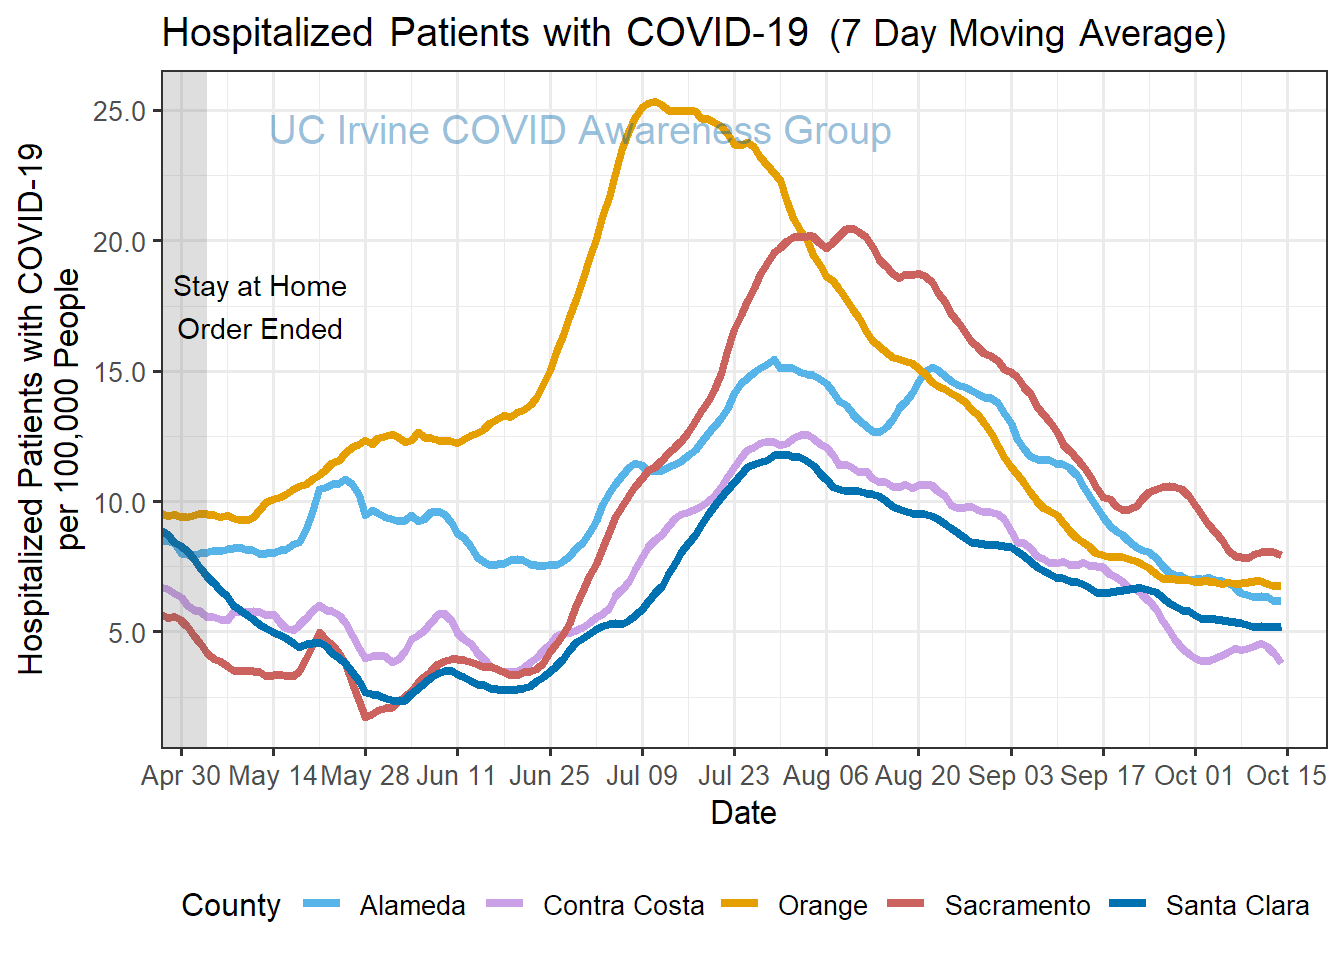 Hospitalized Patients with COVID-19 (7 Day Moving Average)
UC Irvine COVID Awareness Group
Hospitalized Patients with COVID-19
per 100,000 People
25.0
20.0
15.0
10.0
5.0
Stay at Home
Order Ended
Apr 30 May 14 May 28 Jun 11 Jun 25 Jul 09 Jul 23 Aug 06 Aug 20 Sep 03 Sep 17 Oct 01 Oct 15
Date
County Alameda Contra Costa Orange Sacramento Santa Clara